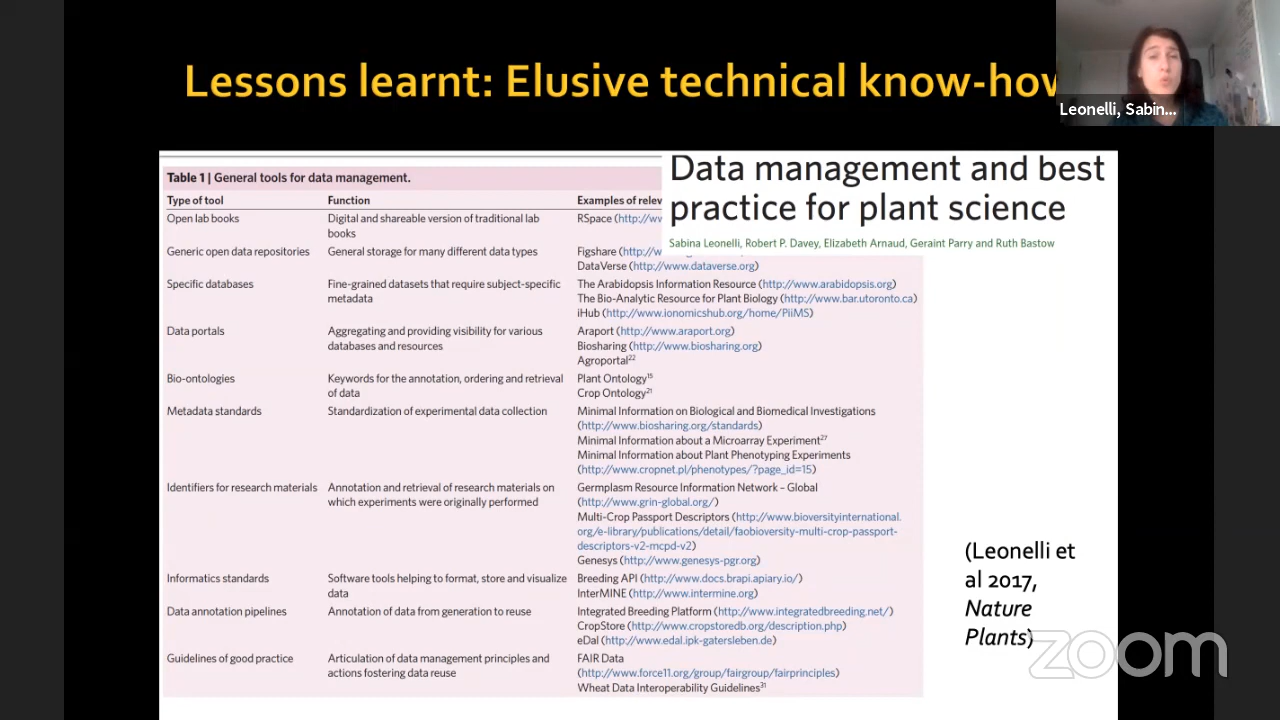 Lessons learnt: Elusive technical know-how
Leonelli, Sabin...
Data management and best
practice for plant science
Sabina Leonelli, Robert P. Davey, Elizabeth Arnaud, Geraint Parry and Ruth Bastow
Table 1 | General tools for data management.
Type of tool Function Examples of relev
Open lab books Digital and shareable version of traditional lab RSpace (http://ww
books
Generic open data repositories General storage for many different data types Figshare (http://w
DataVerse (http://www.dataverse.org)
Specific databases Fine-grained datasets that require subject-specific The Arabidopsis Information Resource (http://www.arabidopsis.org)
metadata The Bio-Analytic Resource for Plant Biology (http://www.bar.utoronto.ca)
iHub (http://www.ionomicshub.org/home/PiiMS)
Data portals Aggregating and providing visibility for various Araport (http://www.araport.org)
databases and resources Biosharing (http://www.biosharing.org)
Agroportal²²
Bio-ontologies Keywords for the annotation, ordering and retrieval Plant Ontology¹⁵
of data Crop Ontology²¹
Metadata standards Standardization of experimental data collection Minimal Information on Biological and Biomedical Investigations
(http://www.biosharing.org/standards)
Minimal Information about a Microarray Experiment²⁷
Minimal Information about Plant Phenotyping Experiments
(http://www.cropnet.pl/phenotypes/?page_id=15)
Identifiers for research materials Annotation and retrieval of research materials on Germplasm Resource Information Network – Global
which experiments were originally performed (http://www.grin-global.org/)
Multi-Crop Passport Descriptors (http://www.bioversityinternational.
org/e-library/publications/detail/faobioversity-multi-crop-passport-
descriptors-v2-mcpd-v2)
Genesys (http://www.genesys-pgr.org)
Informatics standards Software tools helping to format, store and visualize Breeding API (http://www.docs.brapi.apiary.io/)
data InterMINE (http://www.intermine.org)
Data annotation pipelines Annotation of data from generation to reuse Integrated Breeding Platform (http://www.integratedbreeding.net/)
CropStore (http://www.cropstoredb.org/description.php)
eDal (http://www.edal.ipk-gatersleben.de)
Guidelines of good practice Articulation of data management principles and FAIR Data
actions fostering data reuse (http://www.force11.org/group/fairgroup/fairprinciples)
Wheat Data Interoperability Guidelines³¹
(Leonelli et
al 2017,
Nature
Plants)
zoom